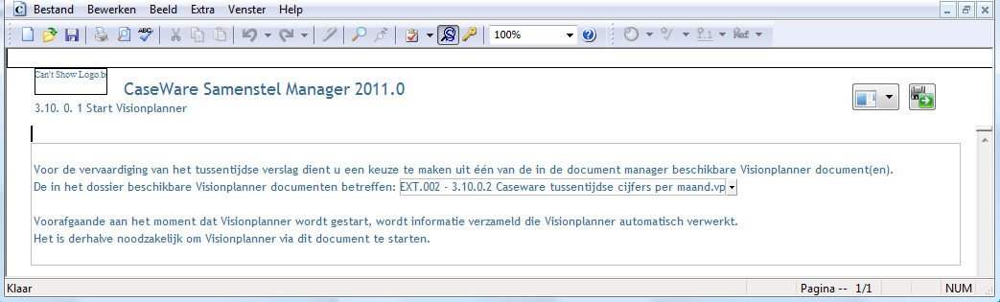 Bestand Bewerken Beeld Extra Venster Help
ABC 100% 1.1 Ref
Can't Show Logo.b
CaseWare Samenstel Manager 2011.0
3.10. 0. 1 Start Visionplanner
Voor de vervaardiging van het tussentijdse verslag dient u een keuze te maken uit één van de in de document manager beschikbare Visionplanner document(en).
De in het dossier beschikbare Visionplanner documenten betreffen: EXT.002 - 3.10.0.2 Caseware tussentijdse cijfers per maand.vp
Voorafgaande aan het moment dat Visionplanner wordt gestart, wordt informatie verzameld die Visionplanner automatisch verwerkt.
Het is derhalve noodzakelijk om Visionplanner via dit document te starten.
Klaar Pagina -- 1/1 NUM